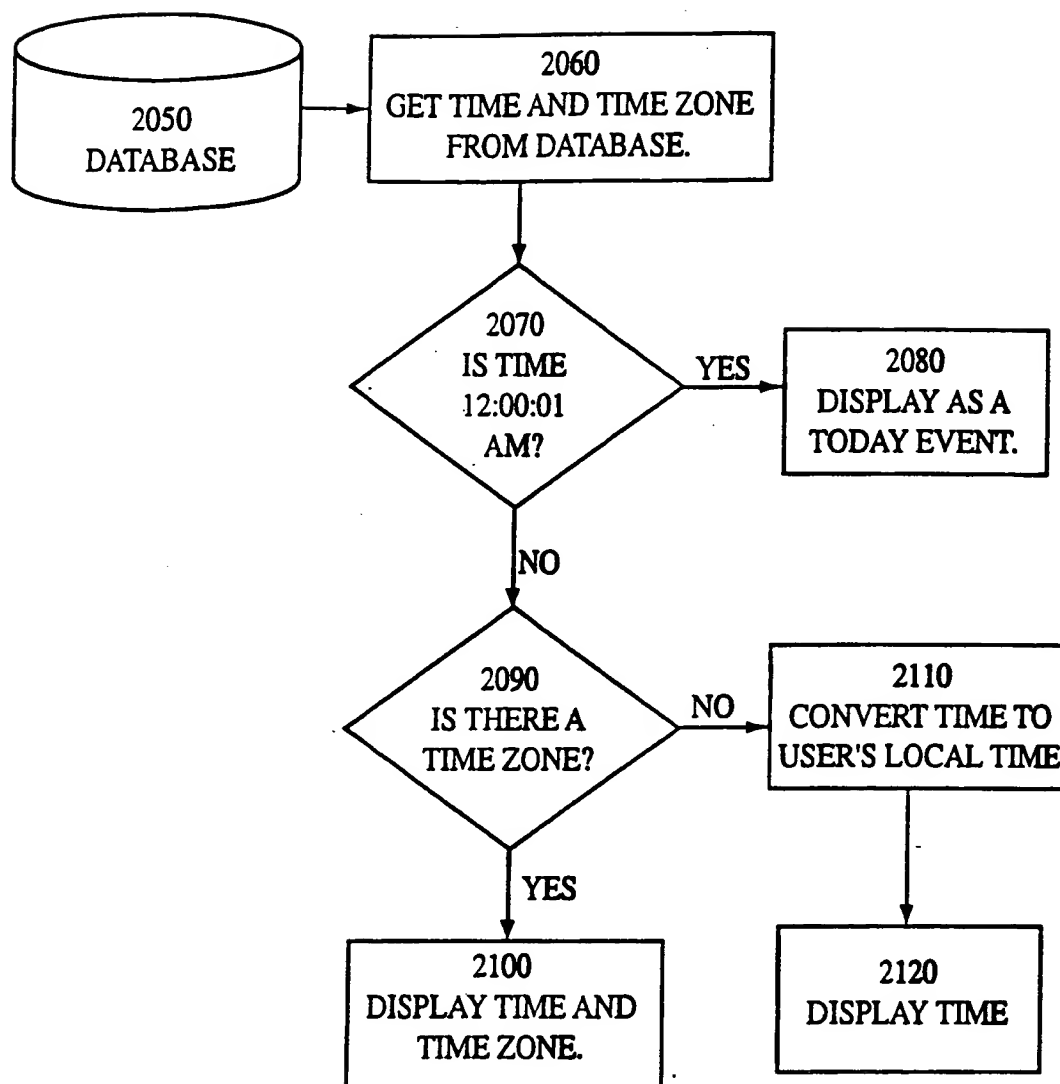 2050
DATABASE
2060
GET TIME AND TIME ZONE
FROM DATABASE.
2070
IS TIME
12:00:01
AM?
YES
2080
DISPLAY AS A
TODAY EVENT.
NO
2090
IS THERE A
TIME ZONE?
NO
2110
CONVERT TIME TO
USER'S LOCAL TIME
YES
2100
DISPLAY TIME AND
TIME ZONE.
2120
DISPLAY TIME